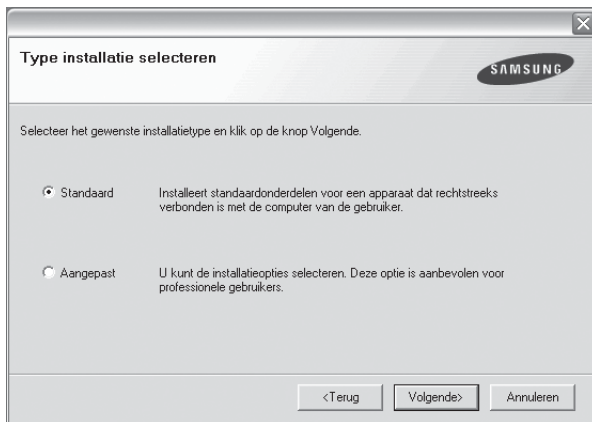 Type installatie selecteren
SAMSUNG
Selecteer het gewenste installatietype en klik op de knop Volgende.
Standaard
Installeert standaardonderdelen voor een apparaat dat rechtstreeks
verbonden is met de computer van de gebruiker.
Aangepast
U kunt de installatieopties selecteren. Deze optie is aanbevolen voor
professionele gebruikers.
<Terug
Volgende>
Annuleren